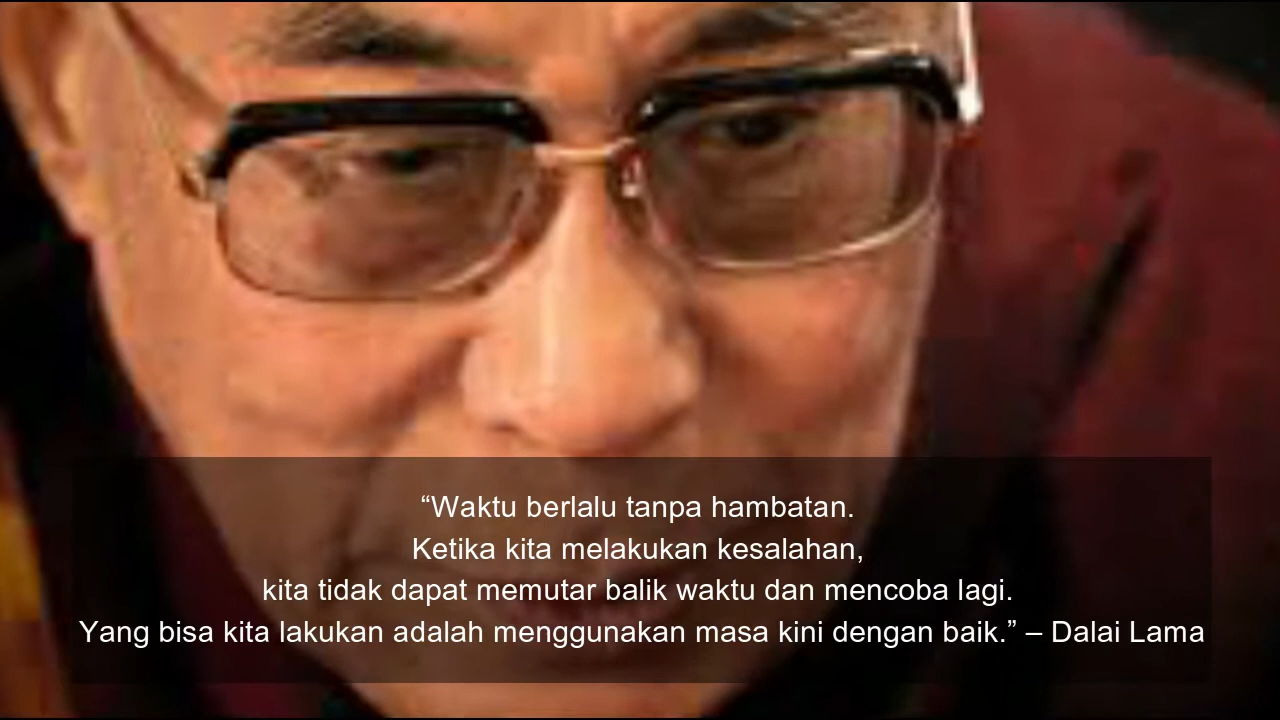 “Waktu berlalu tanpa hambatan.
Ketika kita melakukan kesalahan,
kita tidak dapat memutar balik waktu dan mencoba lagi.
Yang bisa kita lakukan adalah menggunakan masa kini dengan baik.” – Dalai Lama